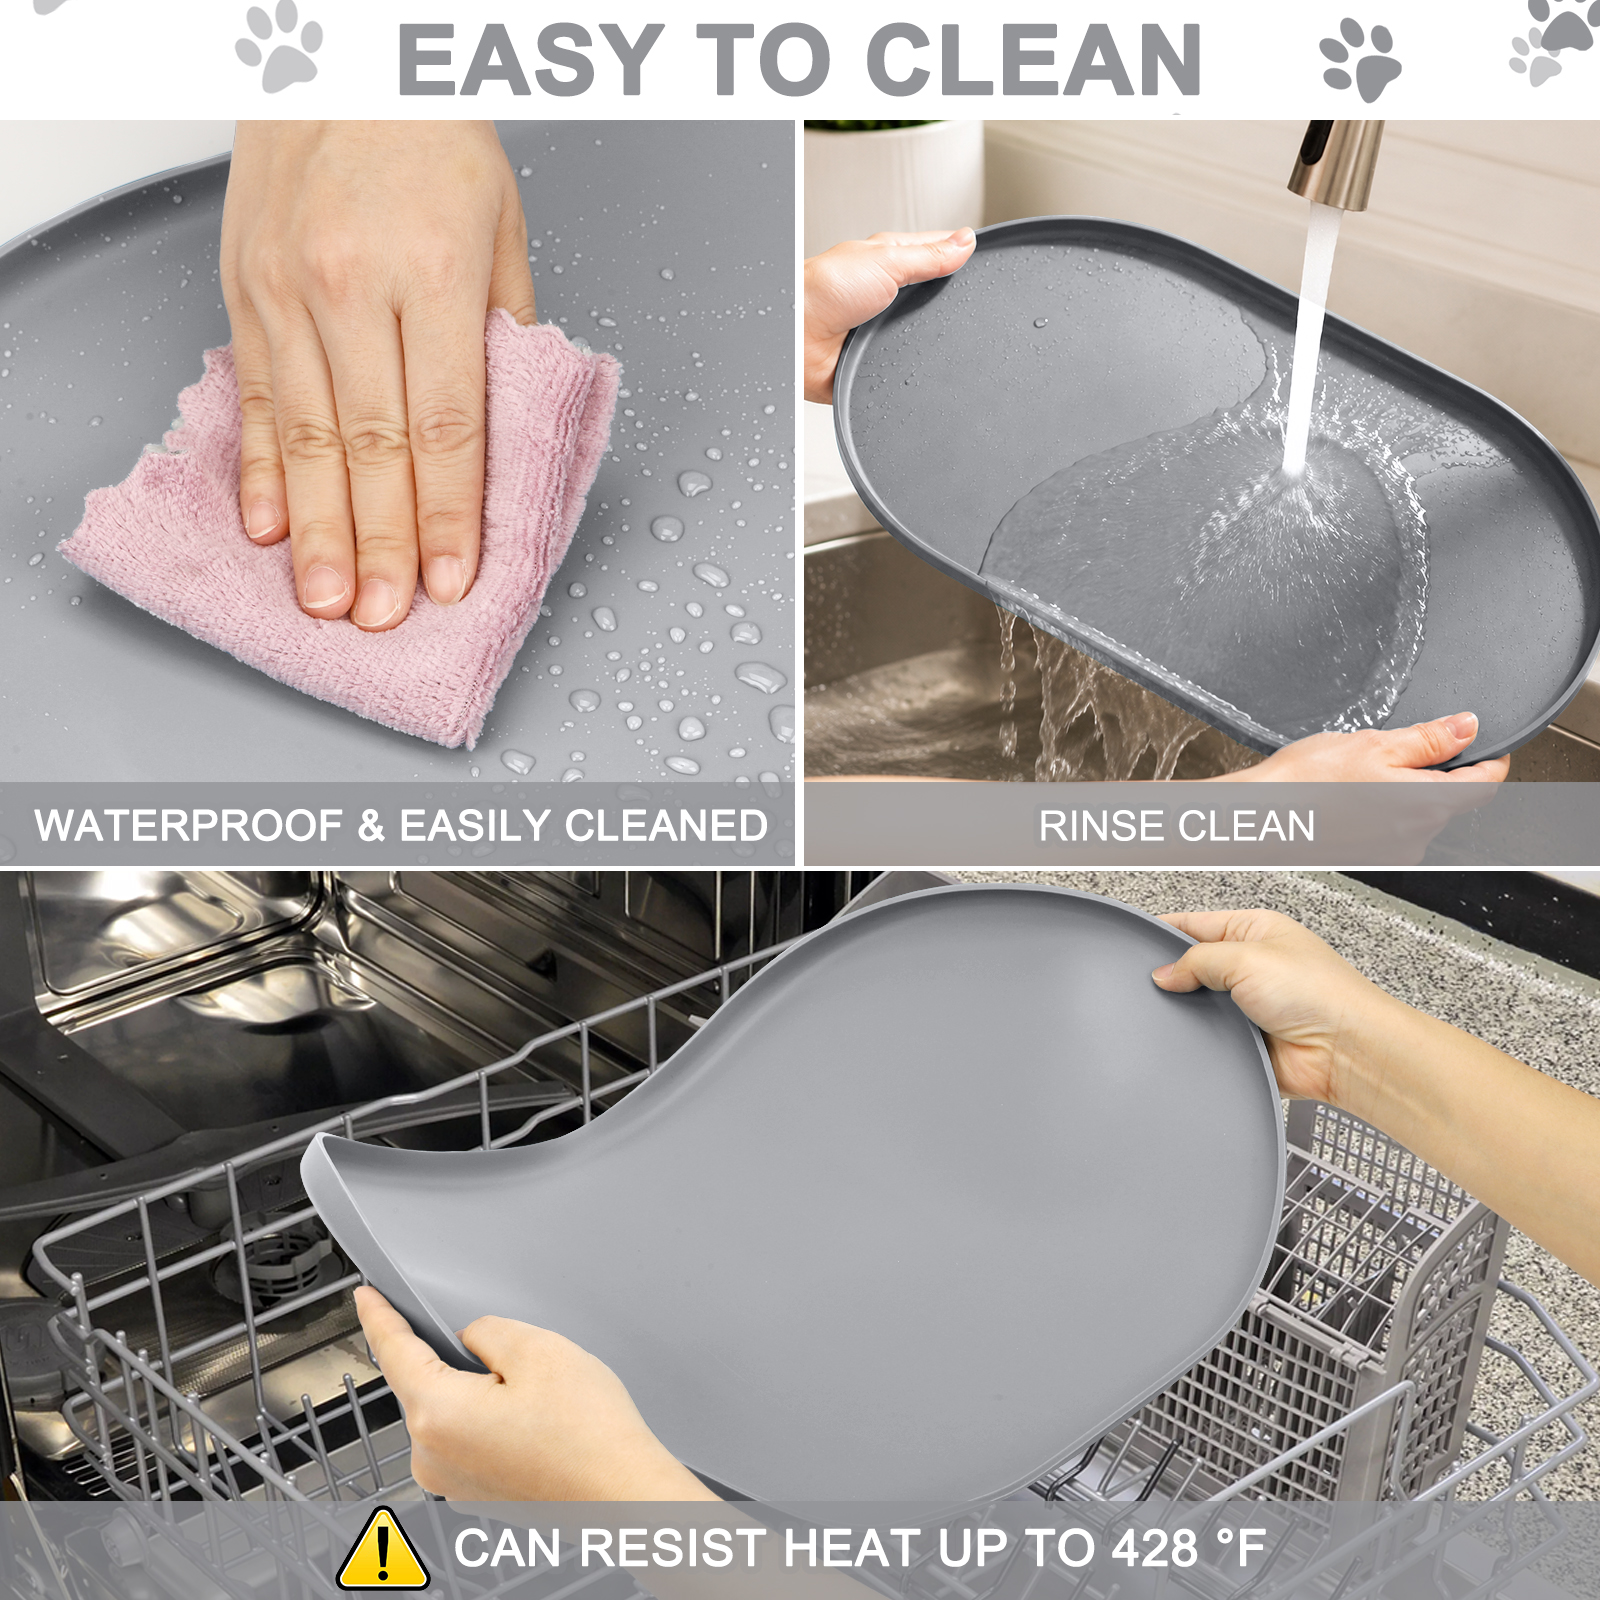 EASY TO CLEAN
WATERPROOF & EASILY CLEANED
RINSE CLEAN
CAN RESIST HEAT UP TO 428 °F